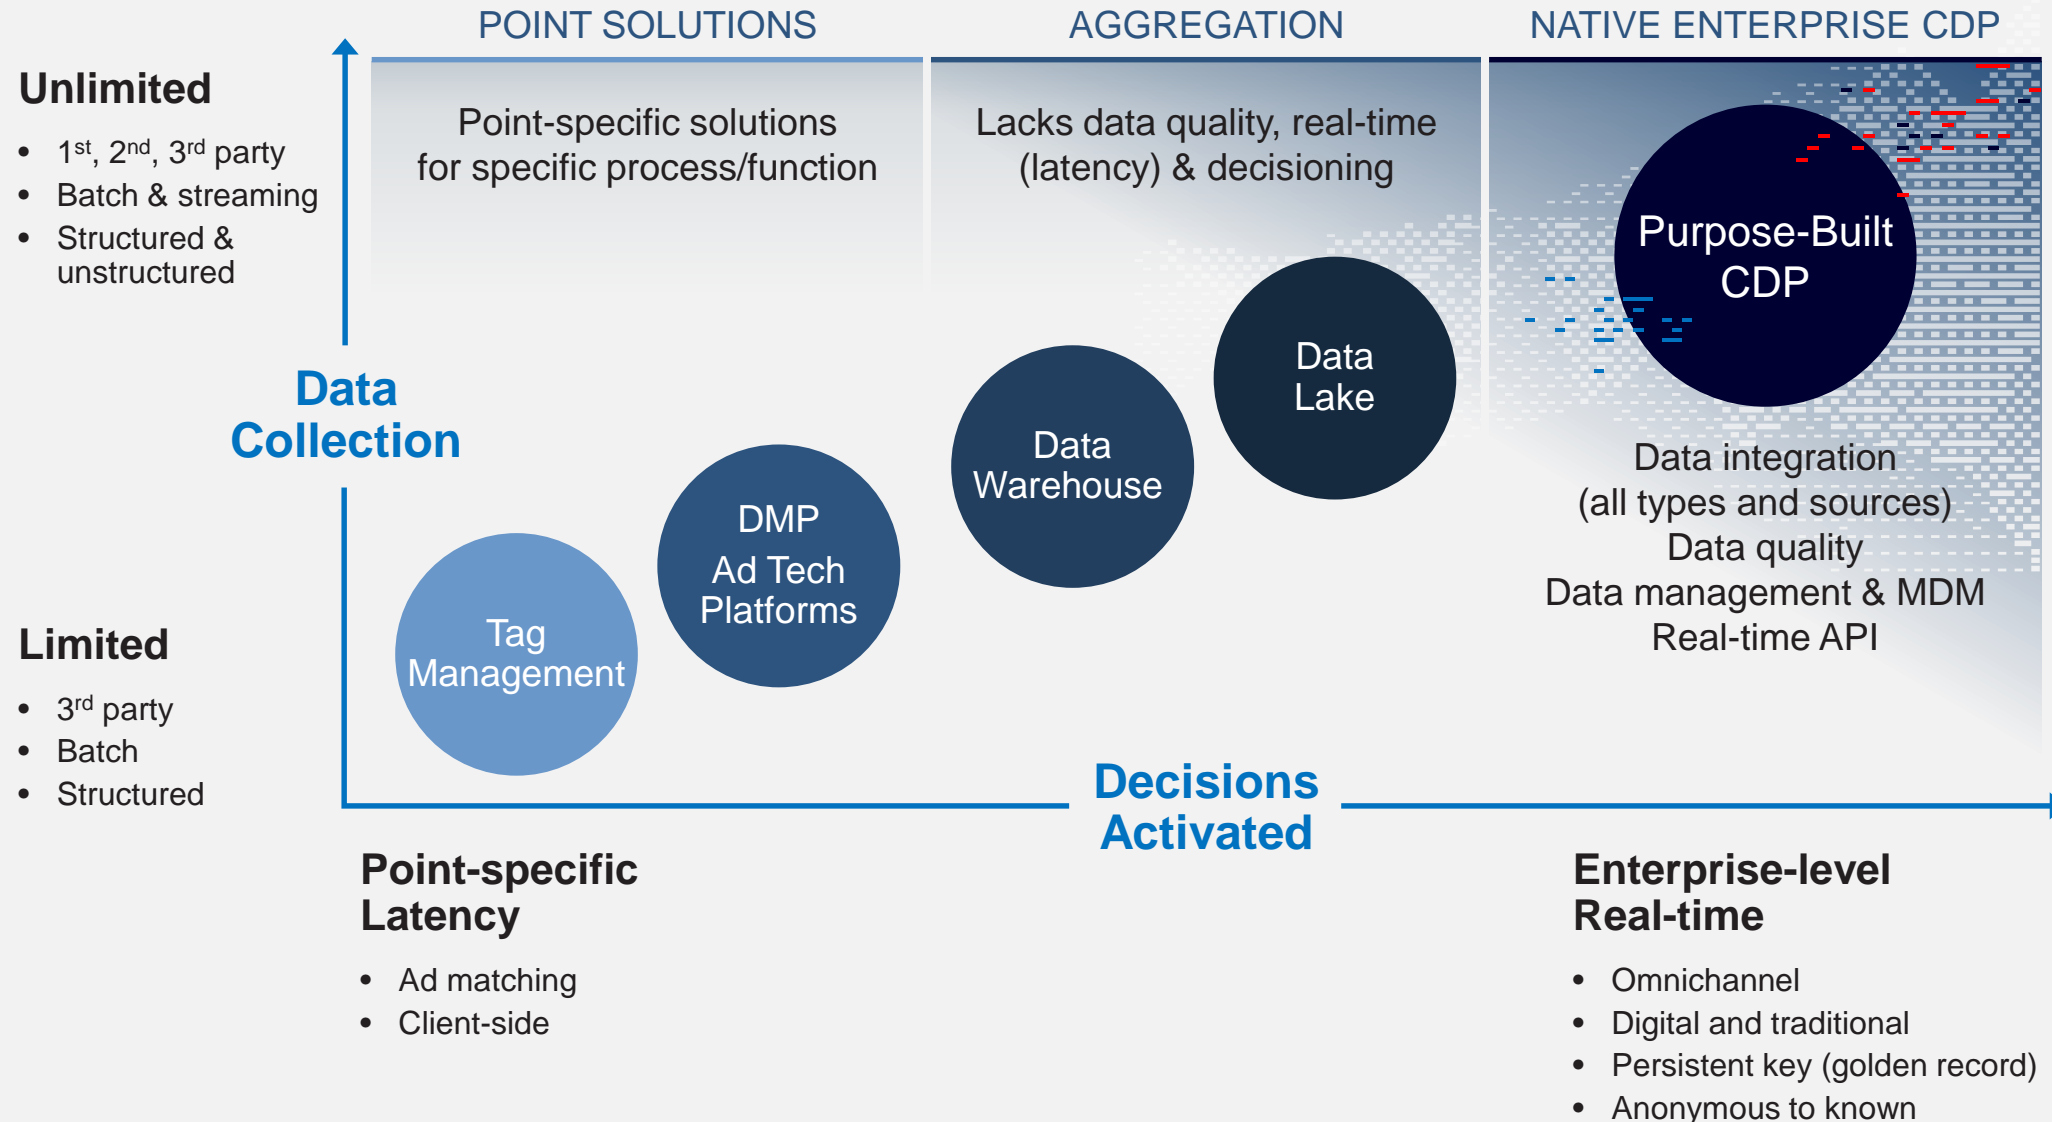 POINT SOLUTIONS
AGGREGATION
NATIVE ENTERPRISE CDP
Unlimited
• 1st, 2nd, 3rd party
• Batch & streaming
• Structured &
unstructured
Point-specific solutions
for specific process/function
Lacks data quality, real-time
(latency) & decisioning
Purpose-Built
CDP
Data
Collection
Data
Lake
Data
Warehouse
DMP
Ad Tech
Platforms
Tag
Management
Data integration
(all types and sources)
Data quality
Data management & MDM
Real-time API
Limited
• 3rd party
• Batch
• Structured
Decisions
Activated
Point-specific
Latency
• Ad matching
• Client-side
Enterprise-level
Real-time
• Omnichannel
• Digital and traditional
• Persistent key (golden record)
• Anonymous to known